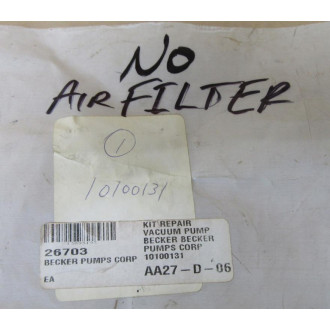 NO
AIR FILTER
1
10100131
26703
BECKER PUMPS CORP
EA
KIT REPAIR
VACUUM PUMP
BECKER BECKER
PUMPS CORP
10100131
AA27-D-06